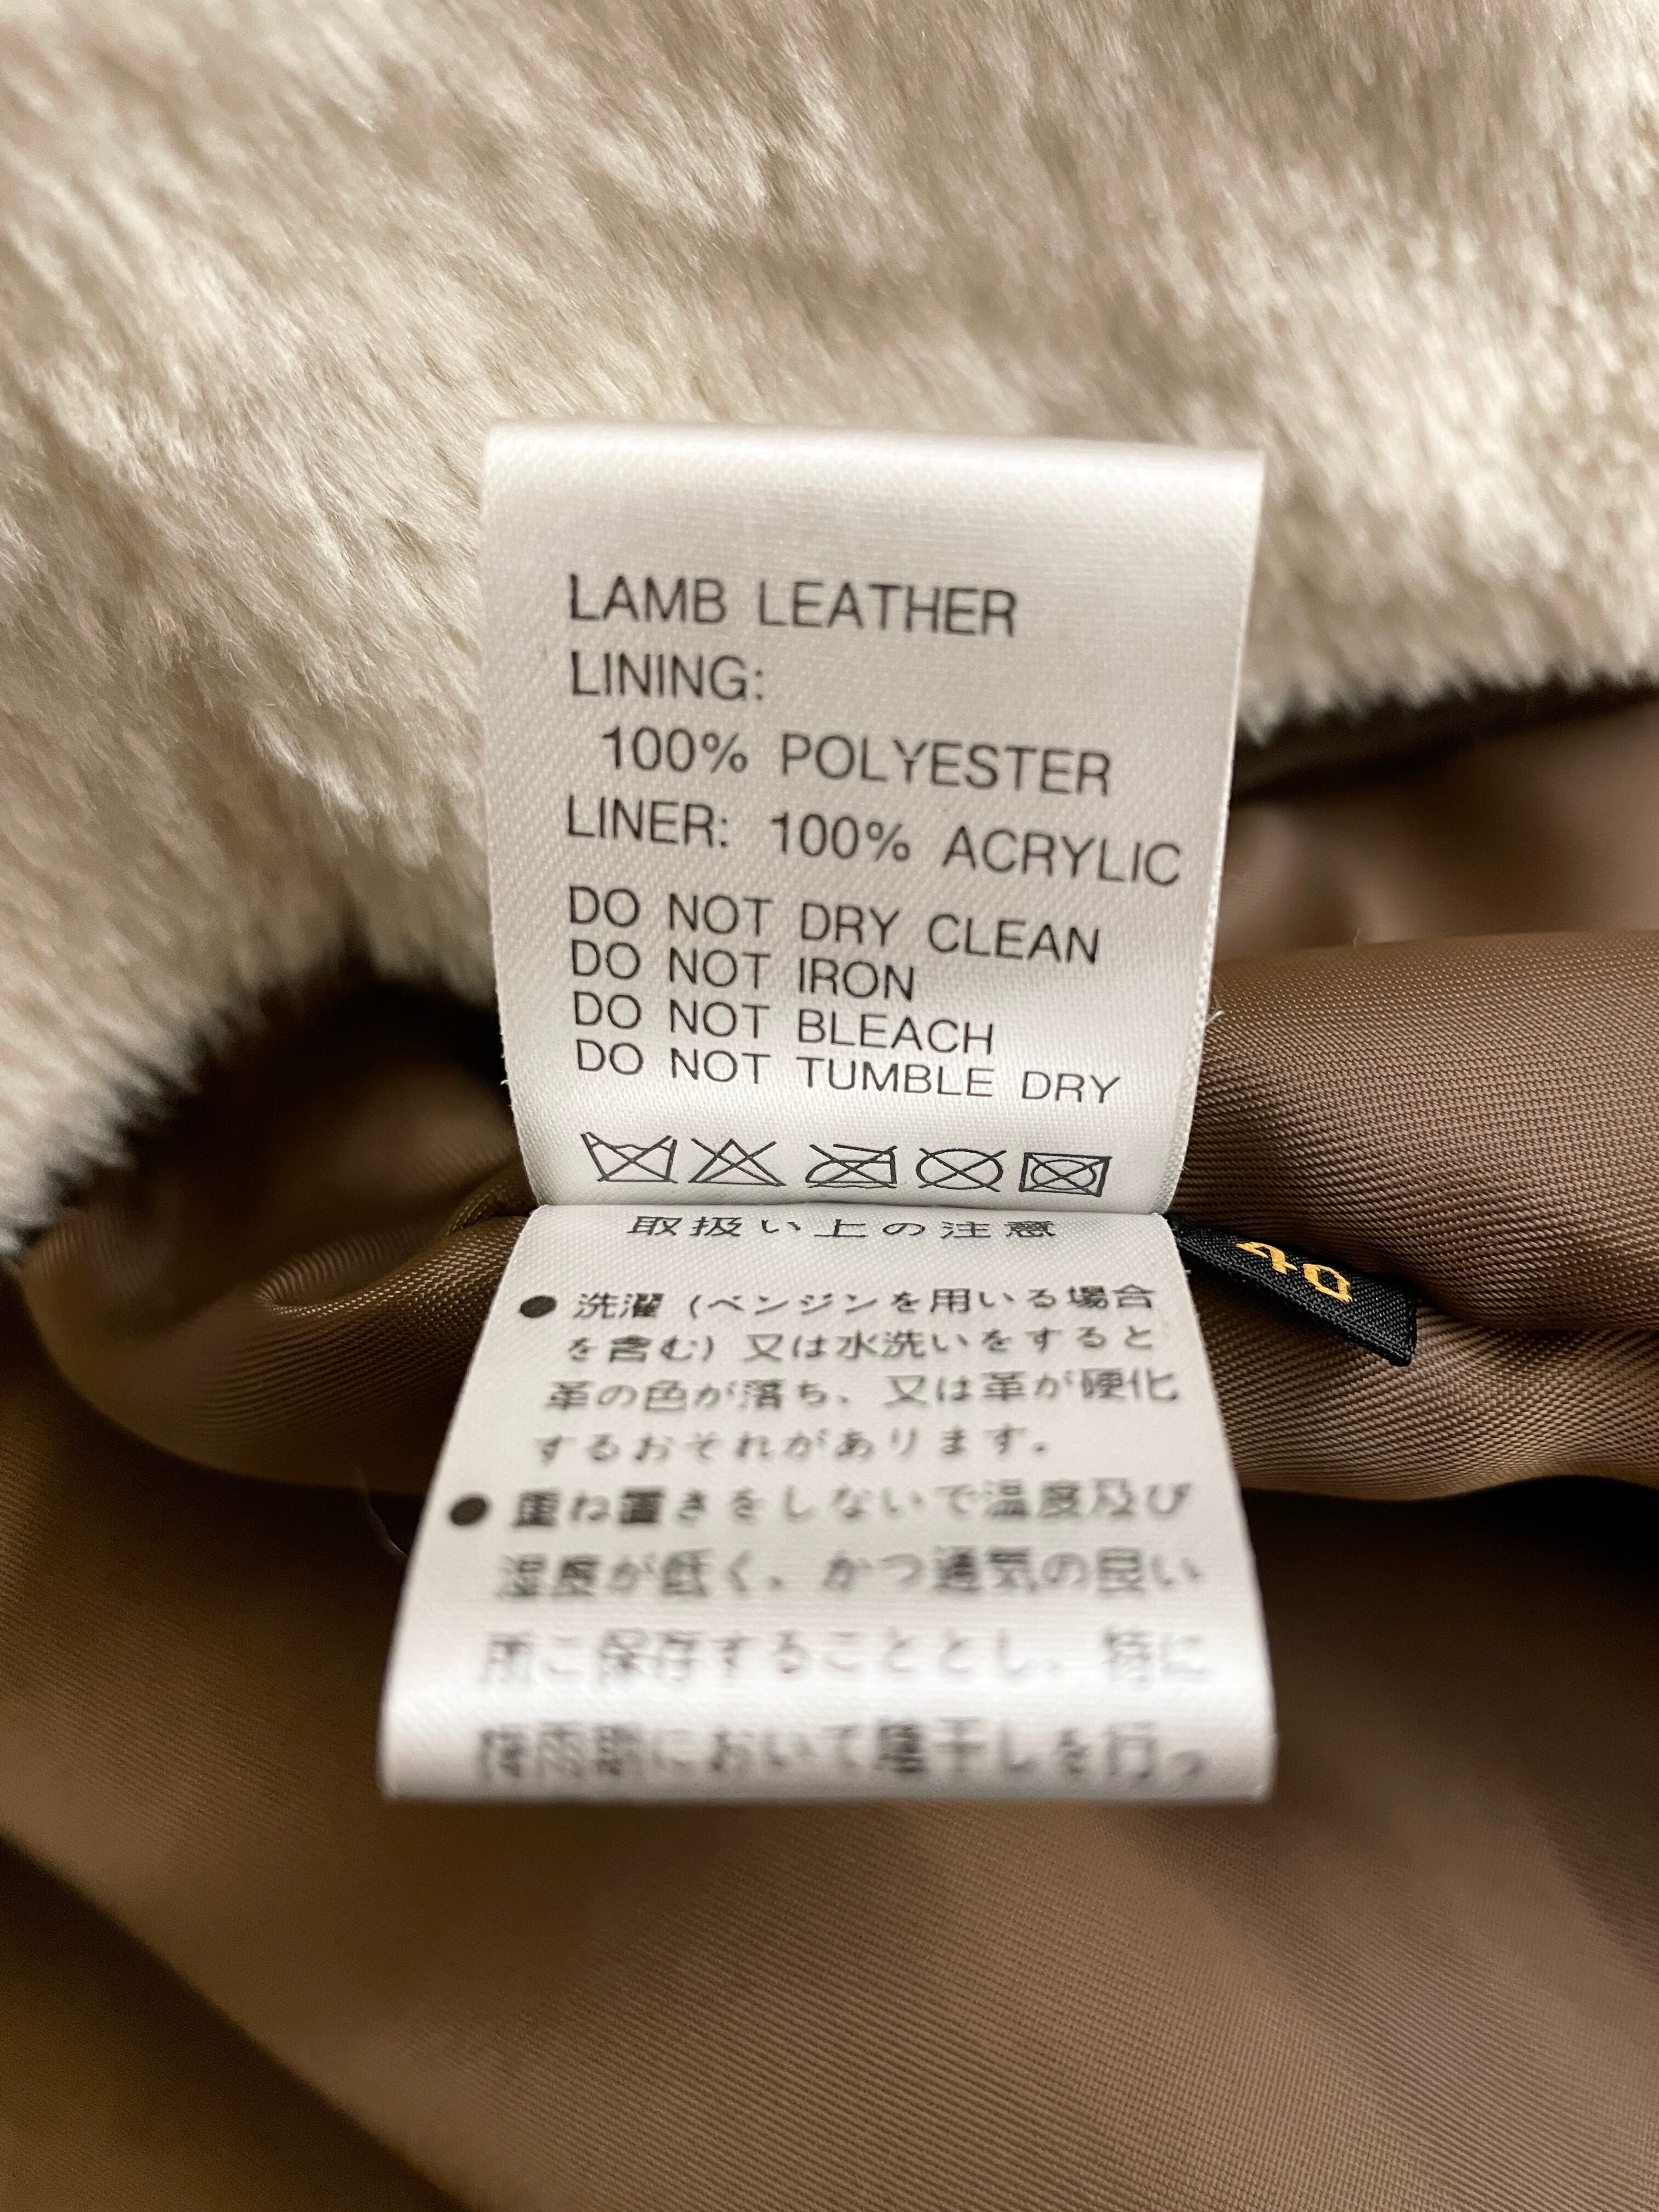 LAMB LEATHER
LINING:
100% POLYESTER
LINER: 100% ACRYLIC
DO NOT DRY CLEAN
DO NOT IRON
DO NOT BLEACH
DO NOT TUMBLE DRY
取扱い上の注意
40
●洗濯(ベンジンを用いる場合
を含む)又は水洗いをすると
革の色が落ち、又は革が硬化
するおそれがあります。
●重ね置きをしないで温度及び
湿度が低く、かつ通気の良い
所に保存することとし、特に
梅雨期において陰干しを行っ